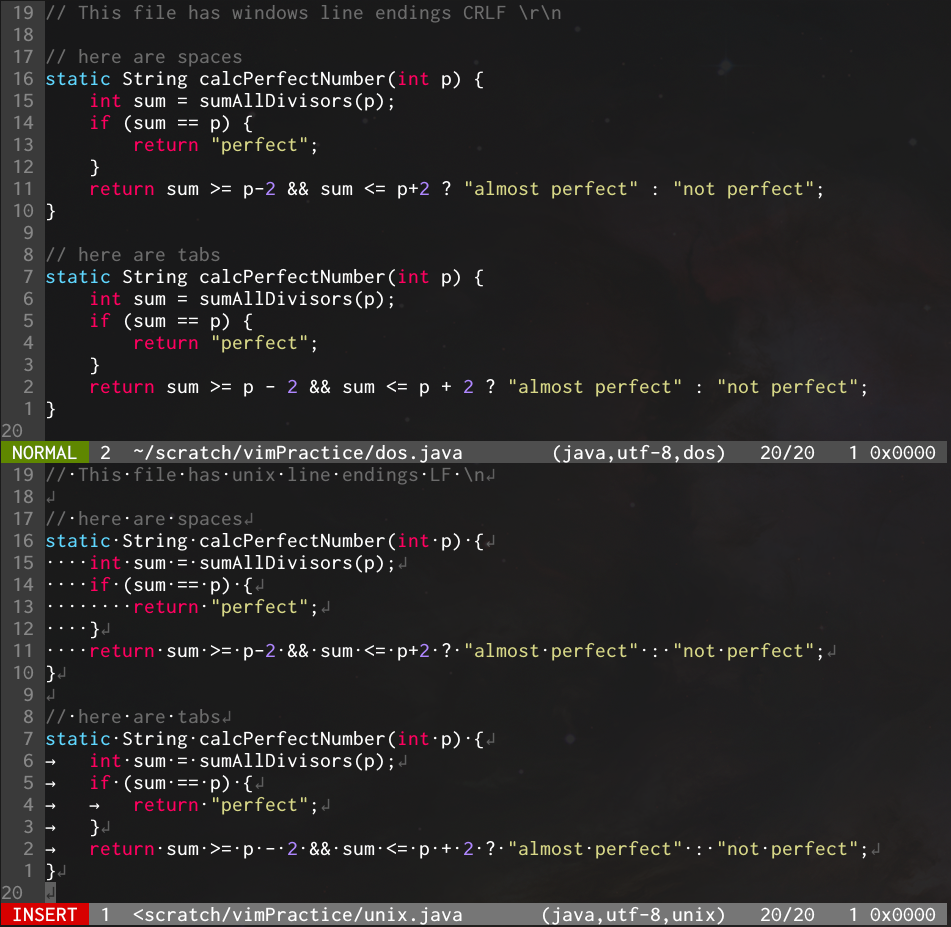 19 // This file has windows line endings CRLF \r\n
18
17 // here are spaces
16 static String calcPerfectNumber(int p) {
15     int sum = sumAllDivisors(p);
14     if (sum == p) {
13         return "perfect";
12     }
11     return sum >= p-2 && sum <= p+2 ? "almost perfect" : "not perfect";
10 }
 9
 8 // here are tabs
 7 static String calcPerfectNumber(int p) {
 6     int sum = sumAllDivisors(p);
 5     if (sum == p) {
 4         return "perfect";
 3     }
 2     return sum >= p - 2 && sum <= p + 2 ? "almost perfect" : "not perfect";
 1 }
20
NORMAL 2 ~/scratch/vimPractice/dos.java (java,utf-8,dos) 20/20 1 0x0000
19 //·This·file·has·unix·line·endings·LF·\n↲
18 ↲
17 //·here·are·spaces↲
16 static·String·calcPerfectNumber(int·p)·{↲
15 ····int·sum·=·sumAllDivisors(p);↲
14 ····if·(sum·==·p)·{↲
13 ········return·"perfect";↲
12 ····}↲
11 ····return·sum·>=·p-2·&&·sum·<=·p+2·?·"almost·perfect"·:·"not·perfect";↲
10 }↲
 9 ↲
 8 //·here·are·tabs↲
 7 static·String·calcPerfectNumber(int·p)·{↲
 6 →   int·sum·=·sumAllDivisors(p);↲
 5 →   if·(sum·==·p)·{↲
 4 →   →   return·"perfect";↲
 3 →   }↲
 2 →   return·sum·>=·p·-·2·&&·sum·<=·p·+·2·?·"almost·perfect"·:·"not·perfect";↲
 1 }↲
20 ↲
INSERT 1 <scratch/vimPractice/unix.java (java,utf-8,unix) 20/20 1 0x0000